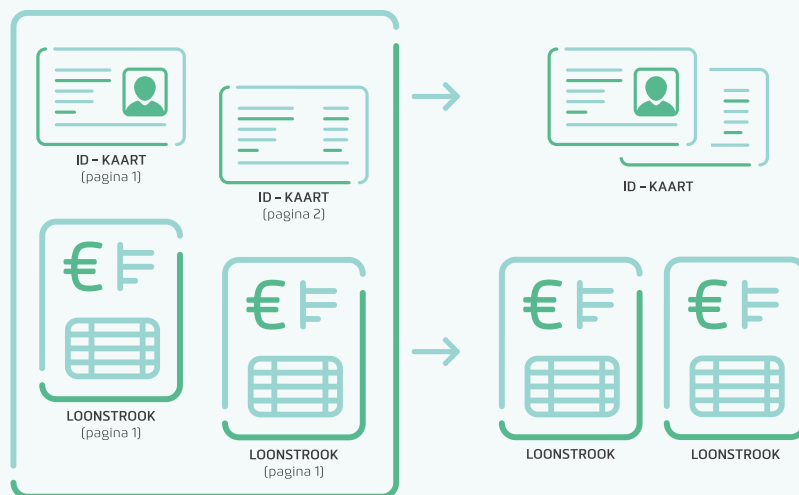 ID - KAART
(pagina 1)
ID - KAART
(pagina 2)
ID - KAART
€
€
€
€
LOONSTROOK
(pagina 1)
LOONSTROOK
(pagina 1)
LOONSTROOK
LOONSTROOK